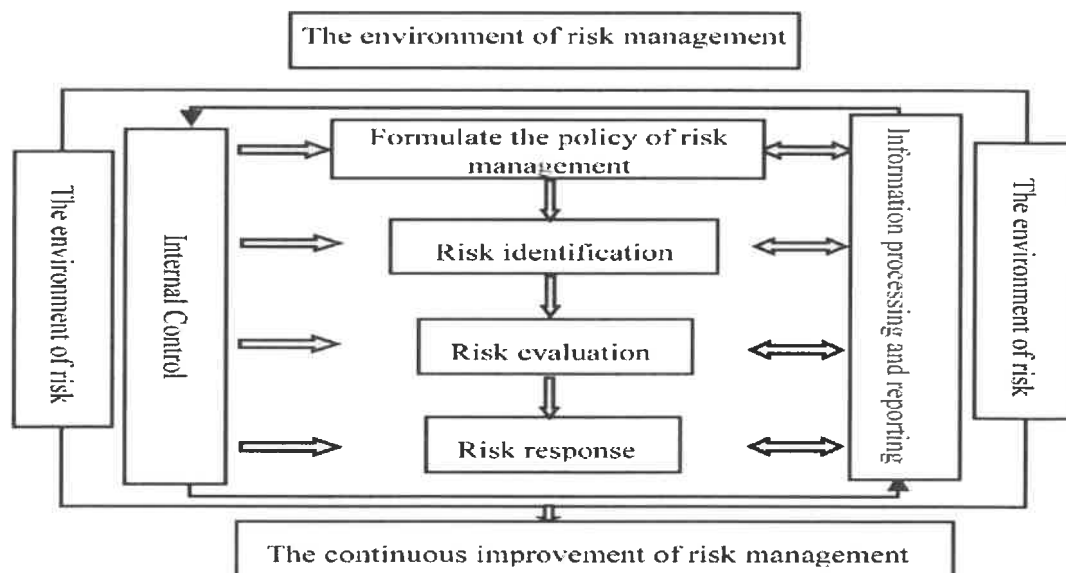 The environment of risk management
Formulate the policy of risk
management
Risk identification
Risk evaluation
Risk response
The environment of risk
Internal Control
Information processing and reporting
The environment of risk
The continuous improvement of risk management